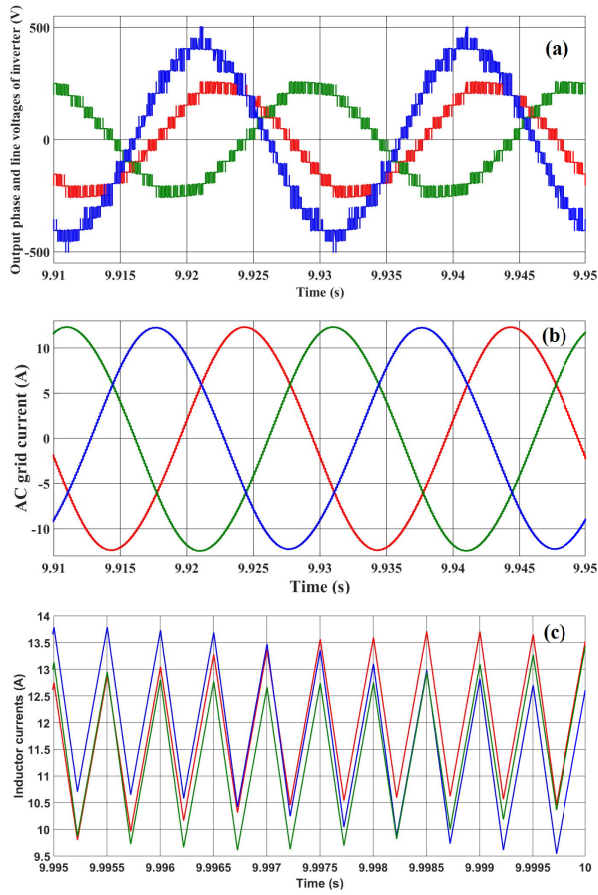 Output phase and line voltages of inverter (V)
500
0
-500
(a)
9.91 9.915 9.92 9.925 9.93 9.935 9.94 9.945 9.95
Time (s)
AC grid current (A)
10
5
0
-5
-10
(b)
9.91 9.915 9.92 9.925 9.93 9.935 9.94 9.945 9.95
Time (s)
Inductor currents (A)
14
13.5
13
12.5
12
11.5
11
10.5
10
9.5
(c)
9.995 9.9955 9.996 9.9965 9.997 9.9975 9.998 9.9985 9.999 9.9995 10
Time (s)